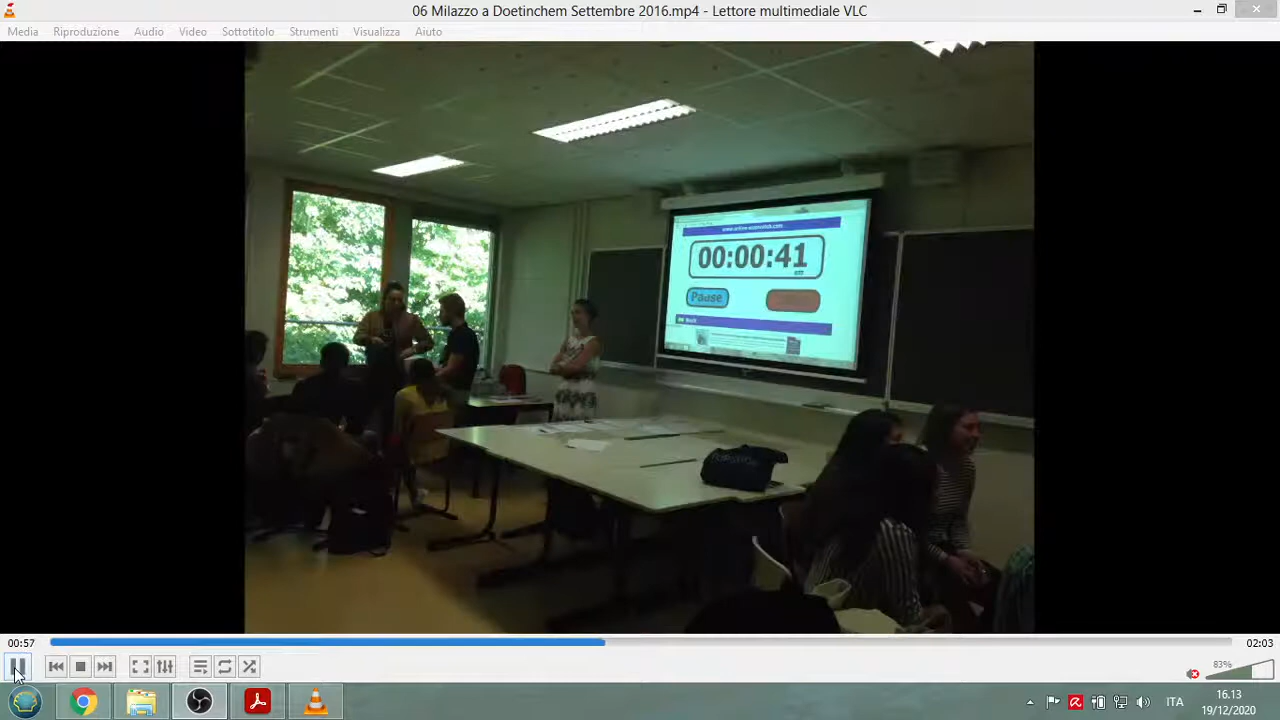 06 Milazzo a Doetinchem Settembre 2016.mp4 - Lettore multimediale VLC
Media Riproduzione Audio Video Sottotitolo Strumenti Visualizza Aiuto
00:00:41
Pause
00:57
02:03
83%
ITA
16.13
19/12/2020